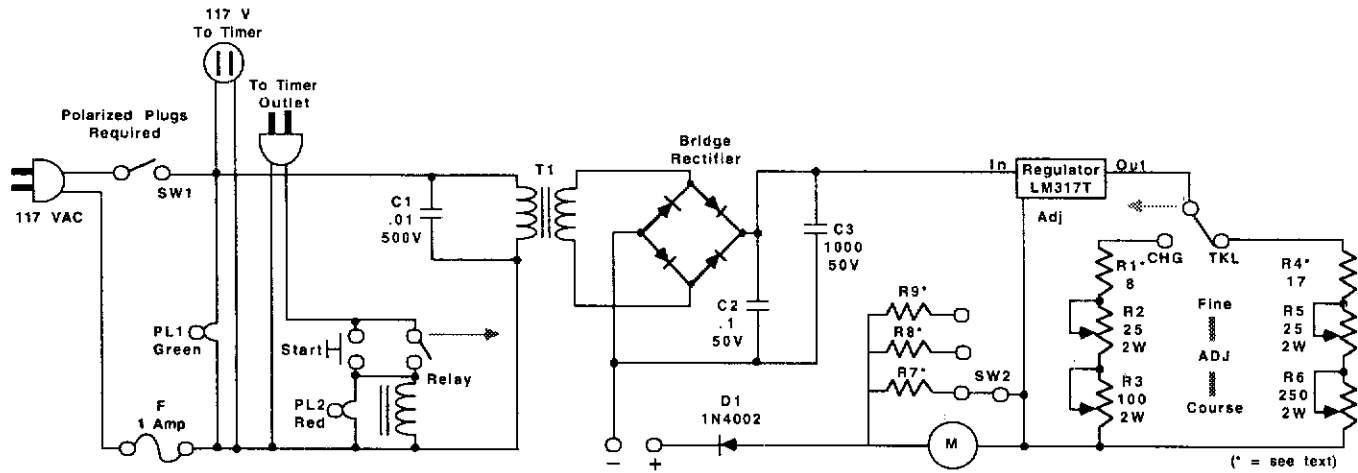 117 V
To Timer
To Timer
Outlet
Polarized Plugs
Required
117 VAC
SW1
C1
.01
500V
T1
Bridge
Rectifier
C2
.1
50V
C3
1000
50V
In
Regulator
LM317T
Out
Adj
CHG
TKL
R1*
8
R2
25
2W
R3
100
2W
Fine
ADJ
Course
R4*
17
R5
25
2W
R6
250
2W
R9*
R8*
R7*
SW2
PL1
Green
Start
Relay
PL2
Red
F
1 Amp
D1
1N4002
- +
M
(* = see text)